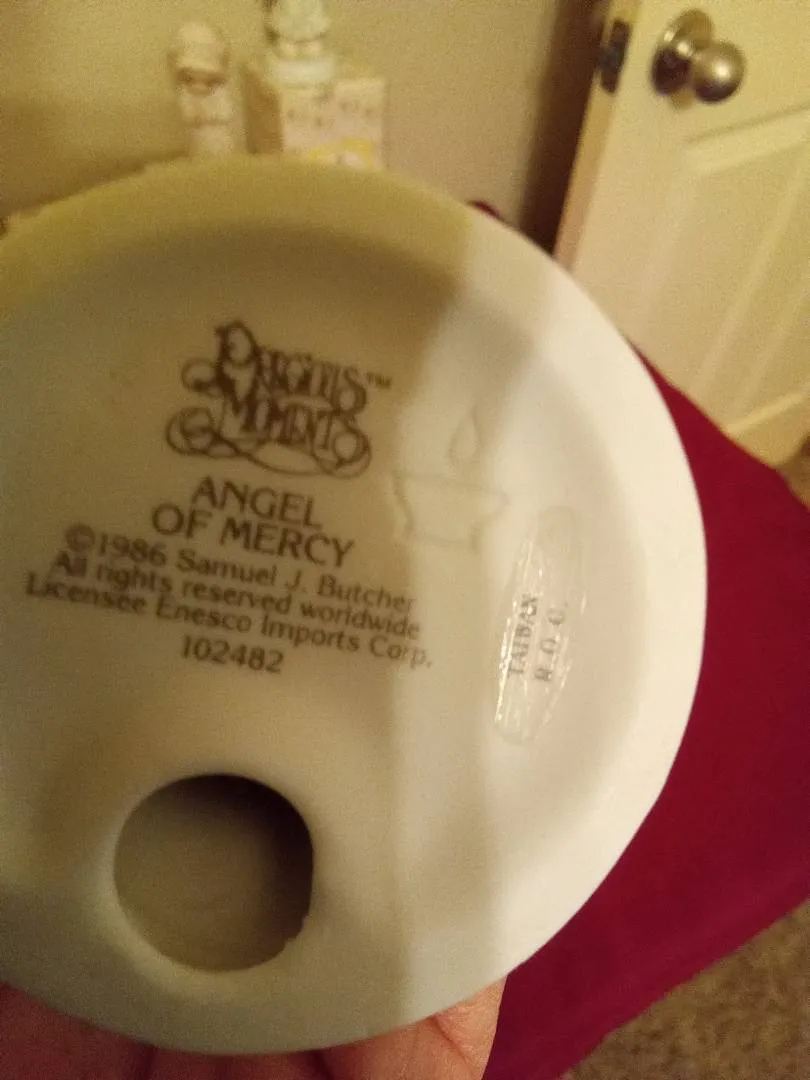 PRECIOUS MOMENTS™
ANGEL
OF MERCY
©1986 Samuel J. Butcher
All rights reserved worldwide
Licensee Enesco Imports Corp.
102482
TAIWAN
R.O.C.